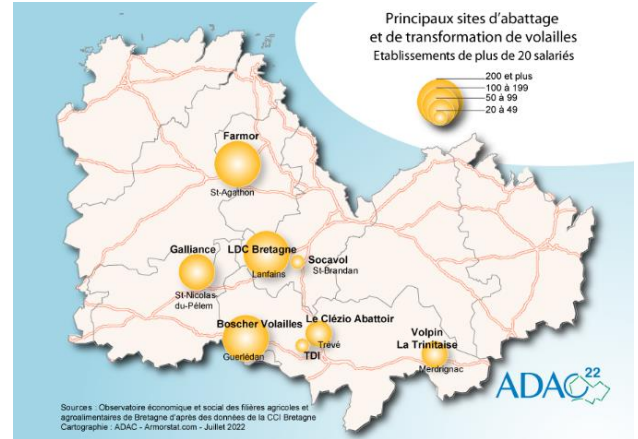 Principaux sites d'abattage
et de transformation de volailles
Etablissements de plus de 20 salariés
200 et plus
100 à 199
50 à 99
20 à 49
Farmor
St-Agathon
Galliance
St-Nicolas
du-Pélem
LDC Bretagne
Lanfains
Socavol
St-Brandan
Boscher Volailles
Guerlédan
Le Clézio Abattoir
Trévé
TDI
Volpin
La Trinitaise
Merdrignac
ADAC 22
Sources : Observatoire économique et social des filières agricoles et
agroalimentaires de Bretagne d'après des données de la CCI Bretagne
Cartographie : ADAC - Armorstat.com - Juillet 2022